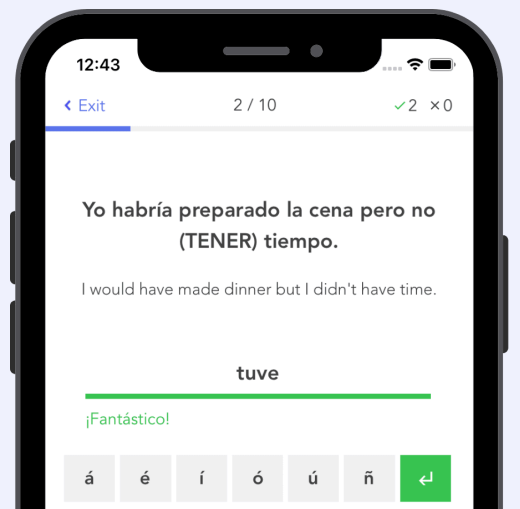 12:43
Exit 2 / 10 ✓2 ×0
Yo habría preparado la cena pero no
(TENER) tiempo.
I would have made dinner but I didn't have time.
tuve
¡Fantástico!
á é í ó ú ñ